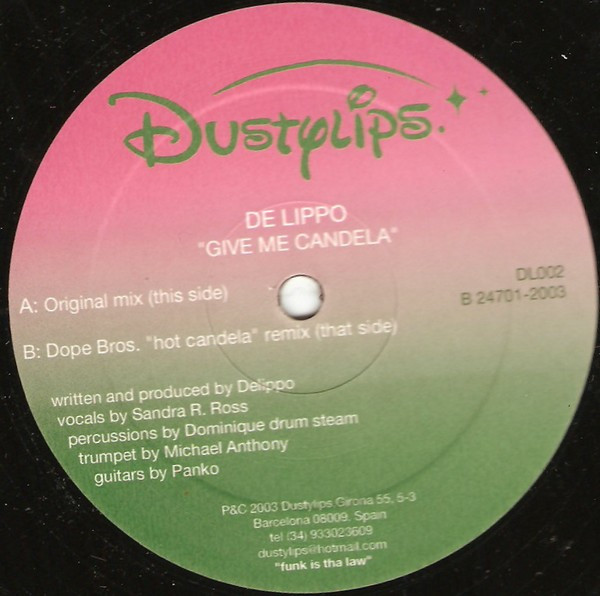 Dustylips.
DE LIPPO
"GIVE ME CANDELA"
DL002
B 24701-2003
A: Original mix (this side)
B: Dope Bros. "hot candela" remix (that side)
written and produced by Delippo
vocals by Sandra R. Ross
percussions by Dominique drum steam
trumpet by Michael Anthony
guitars by Panko
P&C 2003 Dustylips Girona 55, 5-3
Barcelona 08009. Spain
tel (34) 933023609
dustylips@hotmail.com
"funk is tha law"